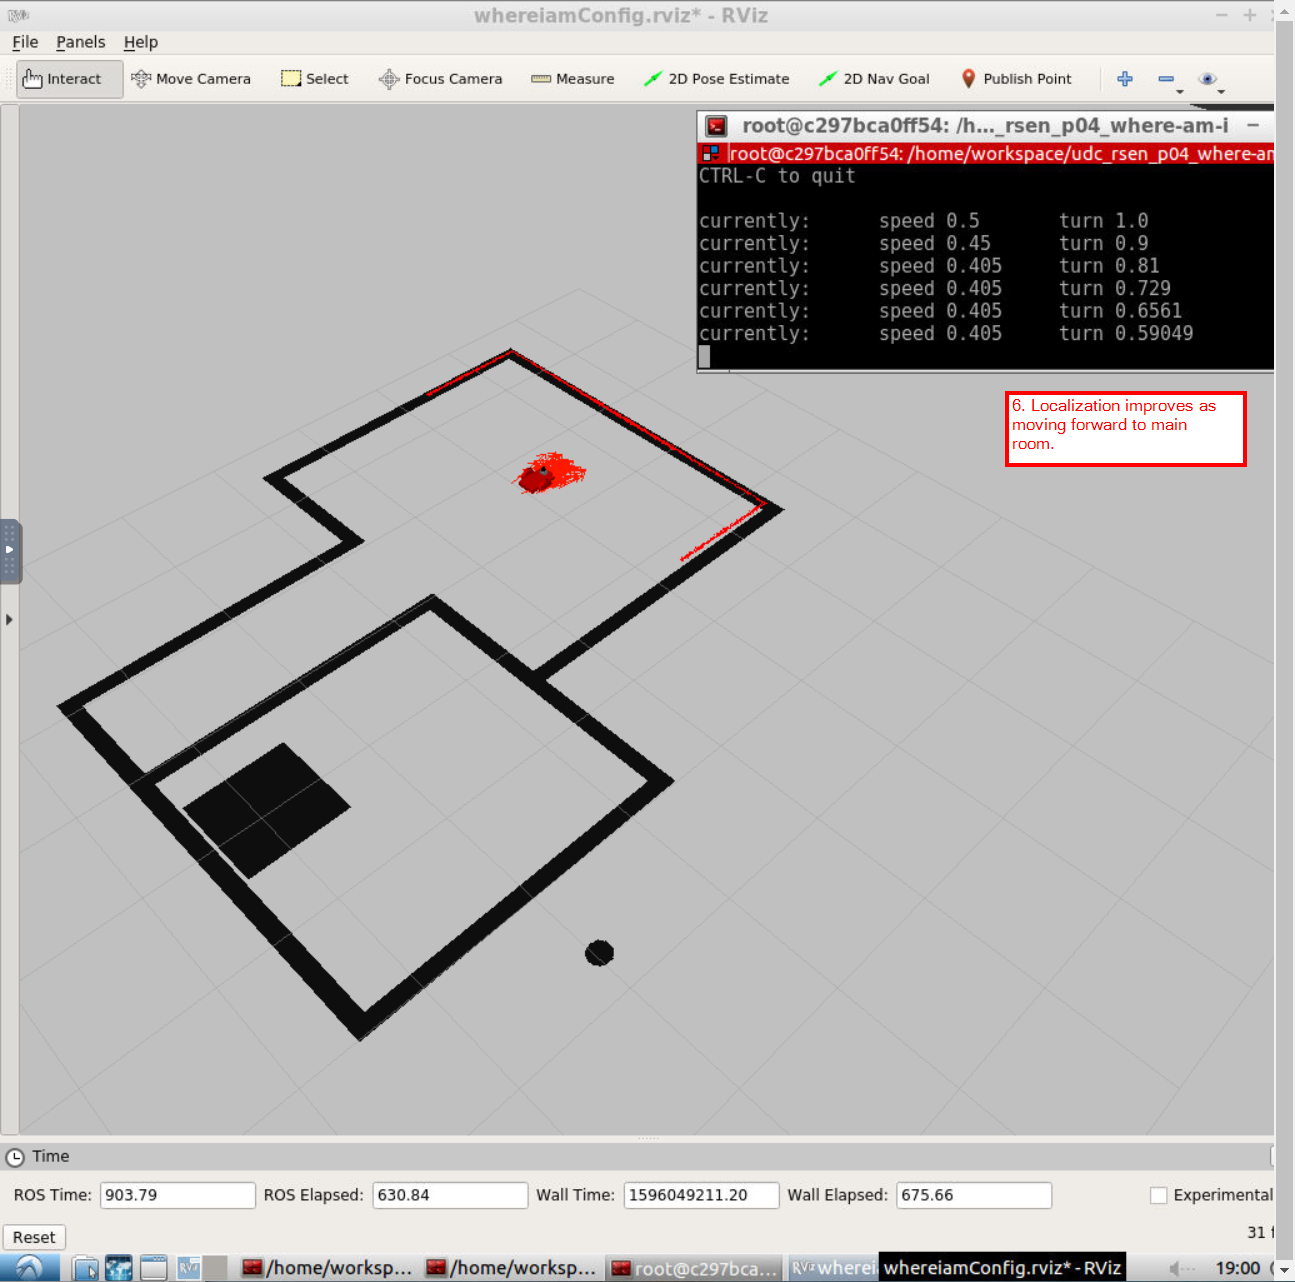 whereiamConfig.rviz* - RViz
File Panels Help
Interact Move Camera Select Focus Camera Measure 2D Pose Estimate 2D Nav Goal Publish Point
root@c297bca0ff54: /h..._rsen_p04_where-am-i
root@c297bca0ff54: /home/workspace/udc_rsen_p04_where-am
CTRL-C to quit
currently: speed 0.5 turn 1.0
currently: speed 0.45 turn 0.9
currently: speed 0.405 turn 0.81
currently: speed 0.405 turn 0.729
currently: speed 0.405 turn 0.6561
currently: speed 0.405 turn 0.59049
6. Localization improves as
moving forward to main
room.
Time
ROS Time: 903.79 ROS Elapsed: 630.84 Wall Time: 1596049211.20 Wall Elapsed: 675.66 Experimental
Reset 31 f
RViz /home/worksp... /home/worksp... root@c297bca... RViz wherei whereiamConfig.rviz* - RViz 19:00